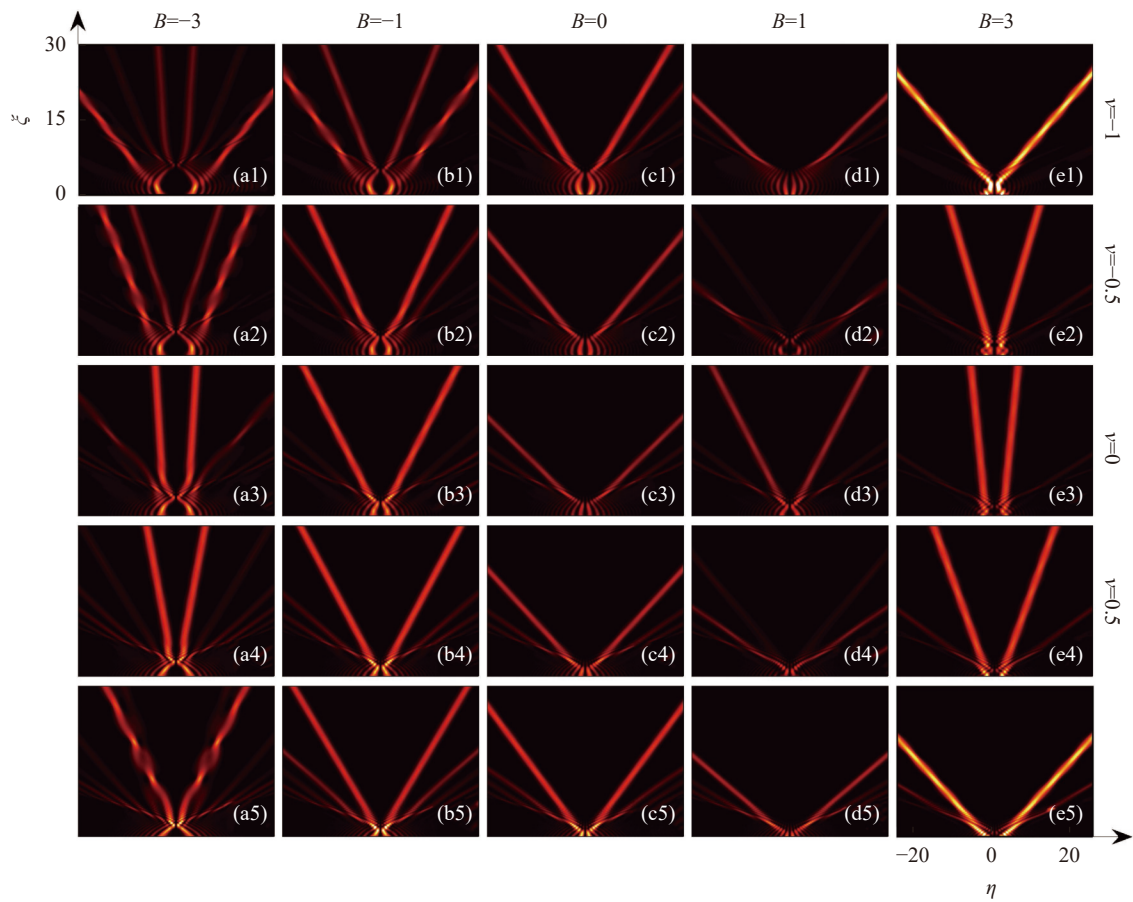 B=−3 B=−1 B=0 B=1 B=3
30
ξ 15
0
(a1) (b1) (c1) (d1) (e1)
ν=−1
(a2) (b2) (c2) (d2) (e2)
ν=−0.5
(a3) (b3) (c3) (d3) (e3)
ν=0
(a4) (b4) (c4) (d4) (e4)
ν=0.5
(a5) (b5) (c5) (d5) (e5)
−20 0 20
η